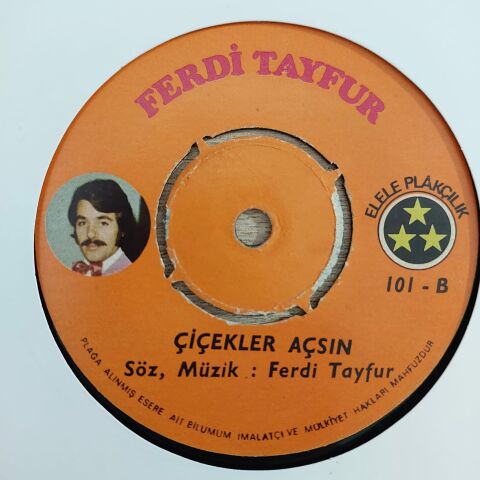 FERDİ TAYFUR
ELELE PLÂKÇILIK
101 - B
ÇİÇEKLER AÇSIN
Söz, Müzik : Ferdi Tayfur
PLAĞA ALINMIŞ ESERE AİT BİLUMUM İMALATÇI VE MÜLKİYET HAKLARI MAHFUZDUR